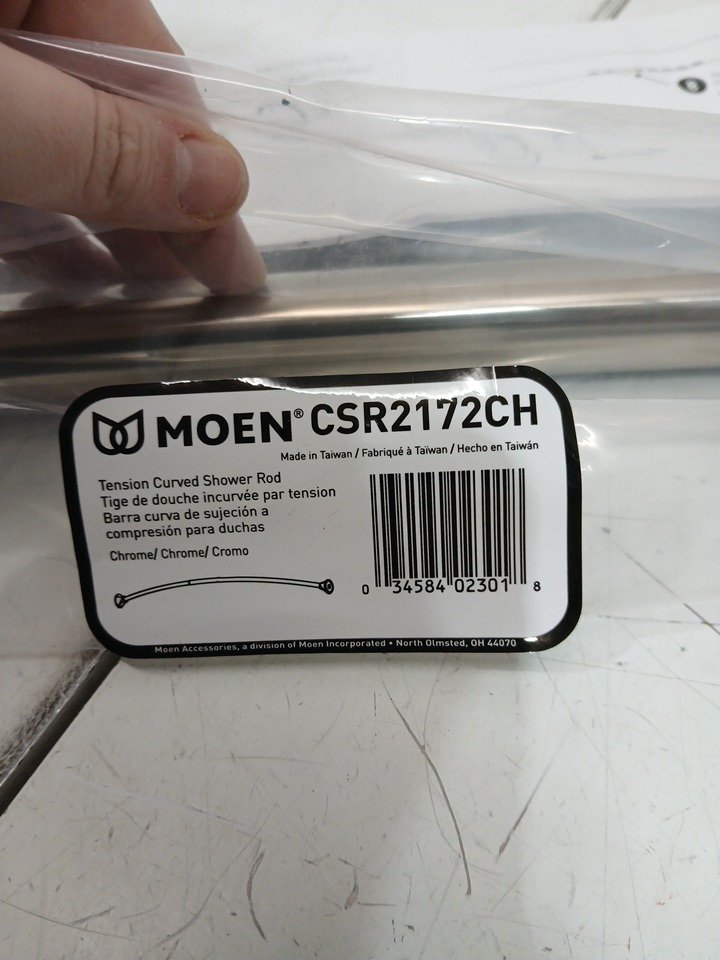 MOEN® CSR2172CH
Made in Taiwan / Fabriqué à Taïwan / Hecho en Taiwán
Tension Curved Shower Rod
Tige de douche incurvée par tension
Barra curva de sujeción a
compresión para duchas
Chrome/ Chrome/ Cromo
0 34584 02301 8
Moen Accessories, a division of Moen Incorporated • North Olmsted, OH 44070